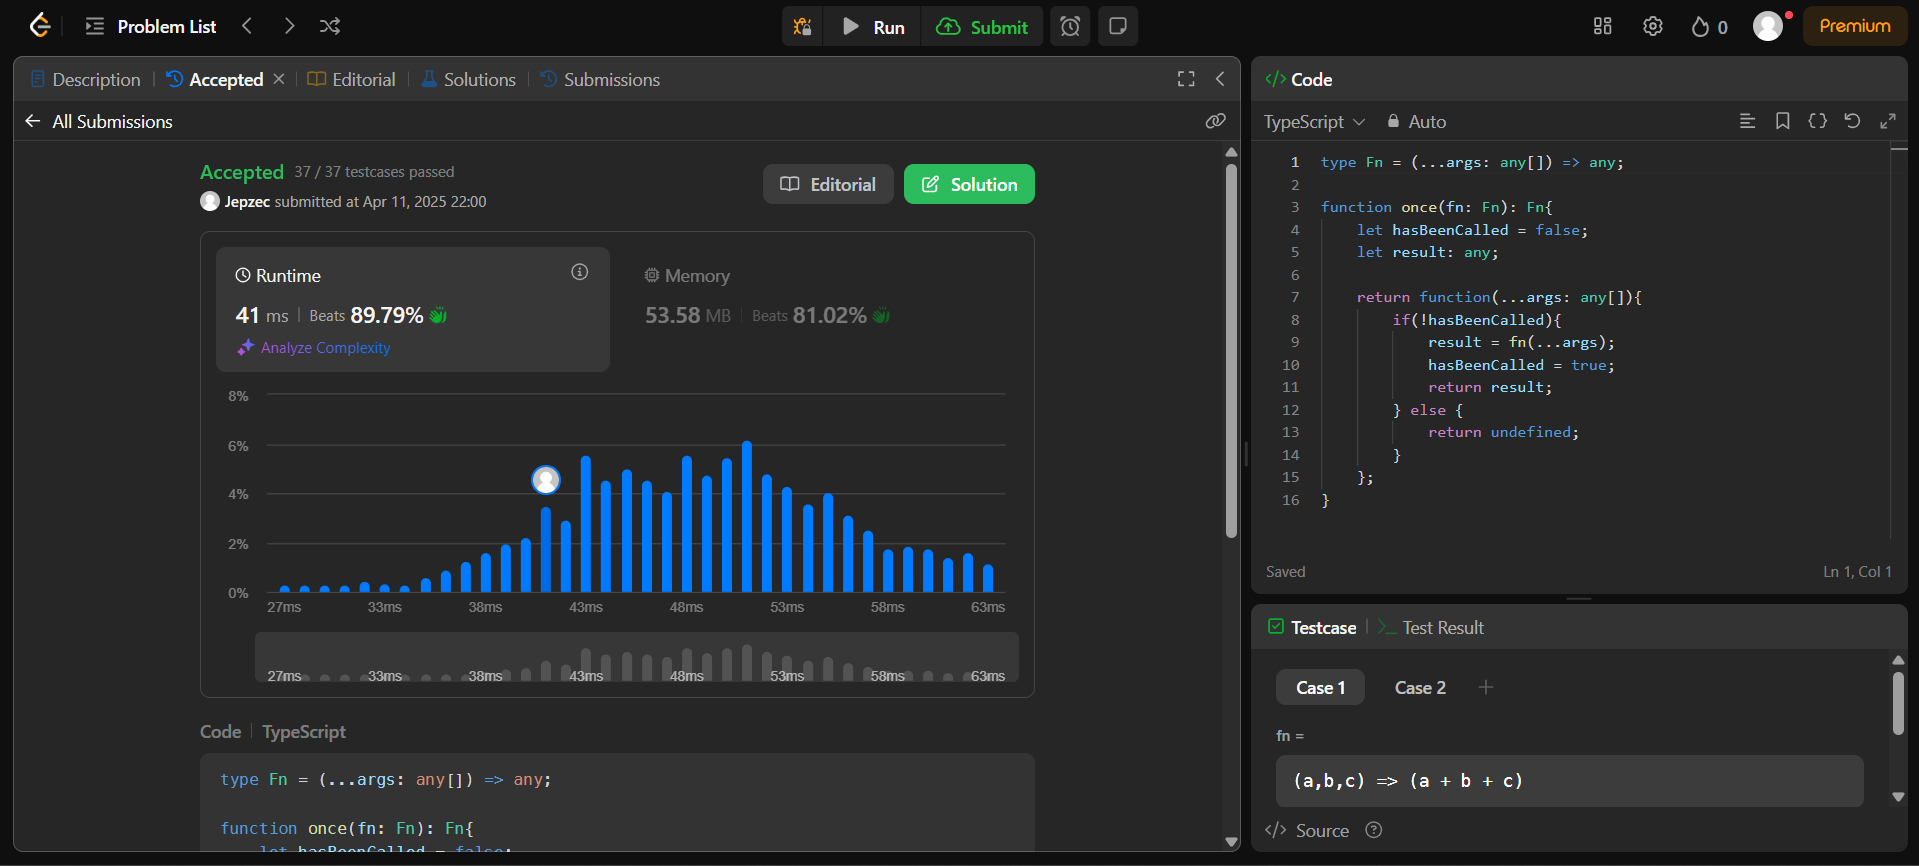 Problem List
Run
Submit
0
Premium
Description
Accepted
Editorial
Solutions
Submissions
All Submissions
Accepted 37 / 37 testcases passed
Jepzec submitted at Apr 11, 2025 22:00
Editorial
Solution
Runtime
41 ms | Beats 89.79%
Analyze Complexity
Memory
53.58 MB | Beats 81.02%
8%
6%
4%
2%
0%
27ms 33ms 38ms 43ms 48ms 53ms 58ms 63ms
27ms 33ms 38ms 43ms 48ms 53ms 58ms 63ms
Code | TypeScript
type Fn = (...args: any[]) => any;
function once(fn: Fn): Fn{
let hasBeenCalled = false;
</> Code
TypeScript
Auto
1 type Fn = (...args: any[]) => any;
2
3 function once(fn: Fn): Fn{
4     let hasBeenCalled = false;
5     let result: any;
6
7     return function(...args: any[]){
8         if(!hasBeenCalled){
9             result = fn(...args);
10             hasBeenCalled = true;
11             return result;
12         } else {
13             return undefined;
14         }
15     };
16 }
Saved
Ln 1, Col 1
Testcase
Test Result
Case 1
Case 2
fn =
(a,b,c) => (a + b + c)
</> Source